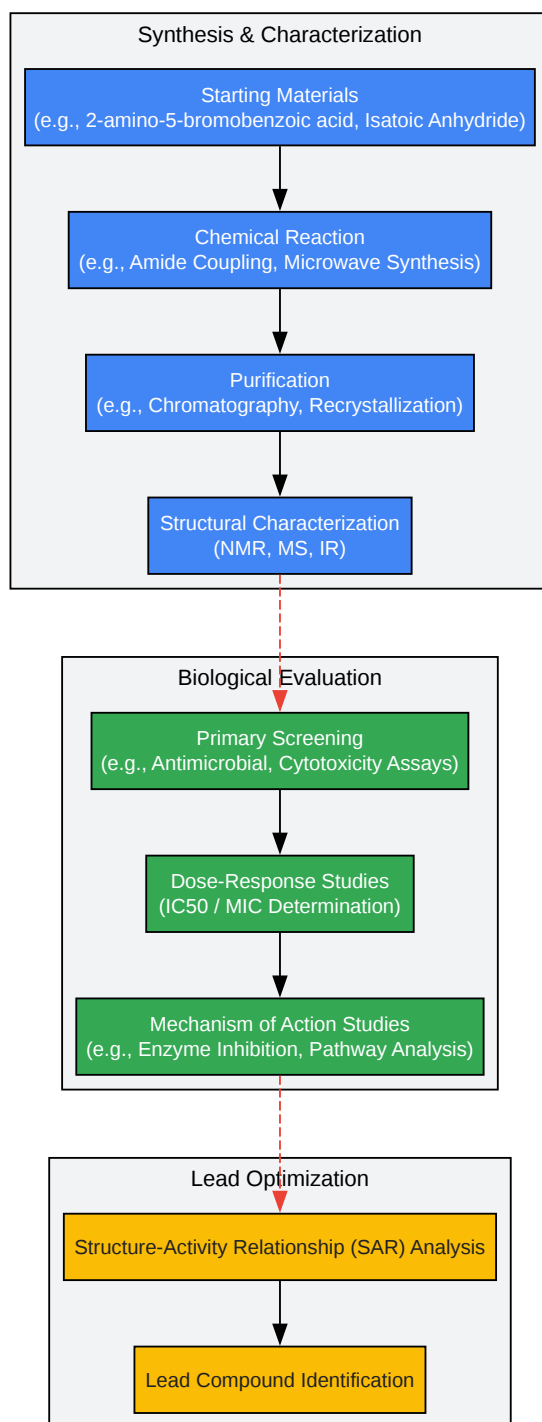 Synthesis & Characterization
Starting Materials
(e.g., 2-amino-5-bromobenzoic acid, Isatoic Anhydride)
Chemical Reaction
(e.g., Amide Coupling, Microwave Synthesis)
Purification
(e.g., Chromatography, Recrystallization)
Structural Characterization
(NMR, MS, IR)
Biological Evaluation
Primary Screening
(e.g., Antimicrobial, Cytotoxicity Assays)
Dose-Response Studies
(IC50 / MIC Determination)
Mechanism of Action Studies
(e.g., Enzyme Inhibition, Pathway Analysis)
Lead Optimization
Structure-Activity Relationship (SAR) Analysis
Lead Compound Identification